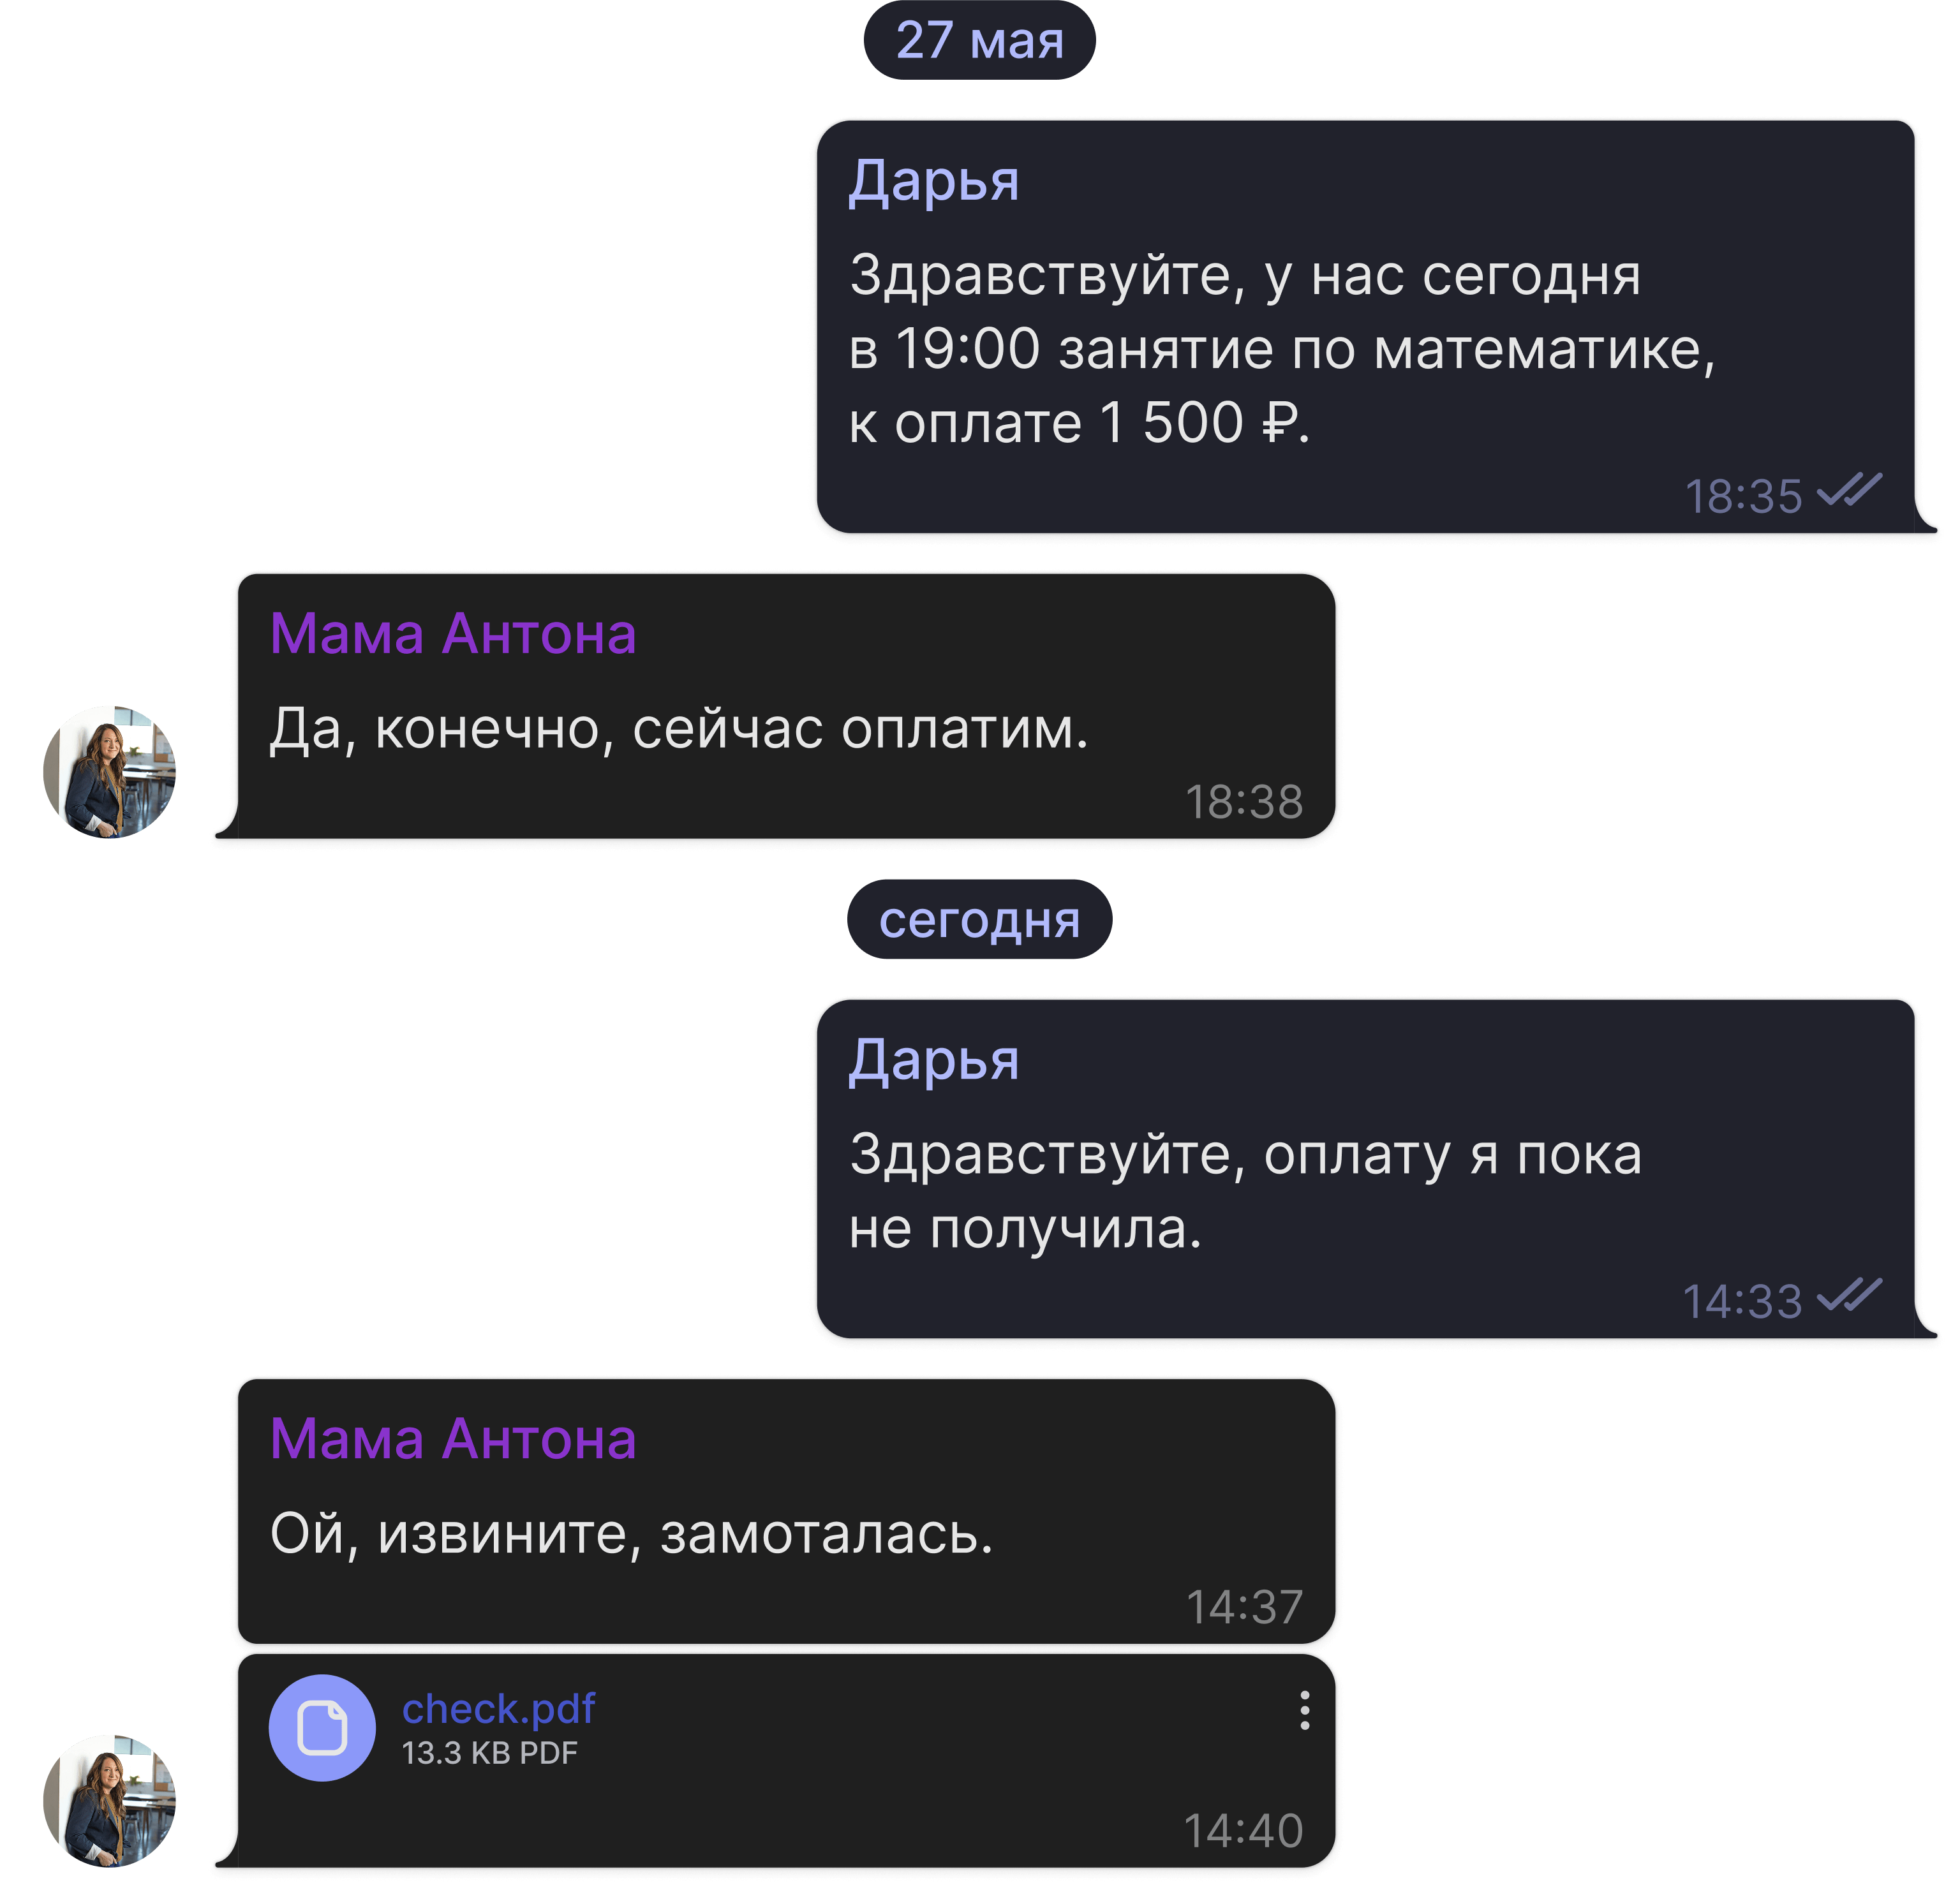 27 мая
Дарья
Здравствуйте, у нас сегодня
в 19:00 занятие по математике,
к оплате 1 500 ₽.
18:35
Мама Антона
Да, конечно, сейчас оплатим.
18:38
сегодня
Дарья
Здравствуйте, оплату я пока
не получила.
14:33
Мама Антона
Ой, извините, замоталась.
14:37
check.pdf
13.3 KB PDF
14:40